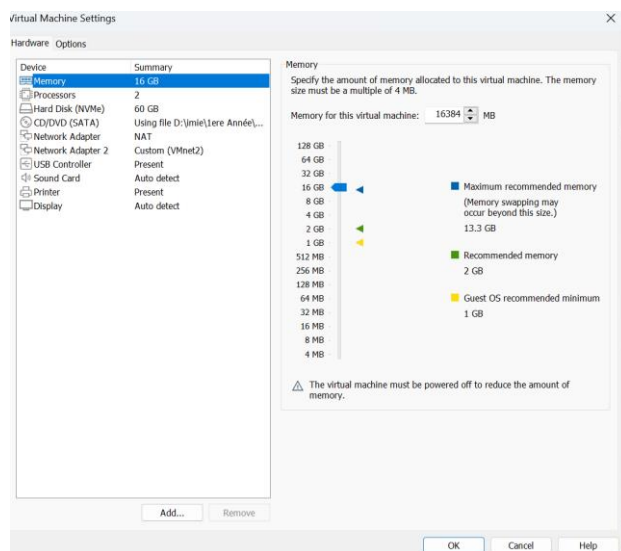 Virtual Machine Settings
Hardware Options
Device Summary
Memory 16 GB
Processors 2
Hard Disk (NVMe) 60 GB
CD/DVD (SATA) Using file D:\imie\1ere Année\...
Network Adapter NAT
Network Adapter 2 Custom (VMnet2)
USB Controller Present
Sound Card Auto detect
Printer Present
Display Auto detect
Add... Remove
Memory
Specify the amount of memory allocated to this virtual machine. The memory
size must be a multiple of 4 MB.
Memory for this virtual machine: 16384 MB
128 GB
64 GB
32 GB
16 GB
8 GB
4 GB
2 GB
1 GB
512 MB
256 MB
128 MB
64 MB
32 MB
16 MB
8 MB
4 MB
Maximum recommended memory
(Memory swapping may
occur beyond this size.)
13.3 GB
Recommended memory
2 GB
Guest OS recommended minimum
1 GB
The virtual machine must be powered off to reduce the amount of
memory.
OK Cancel Help